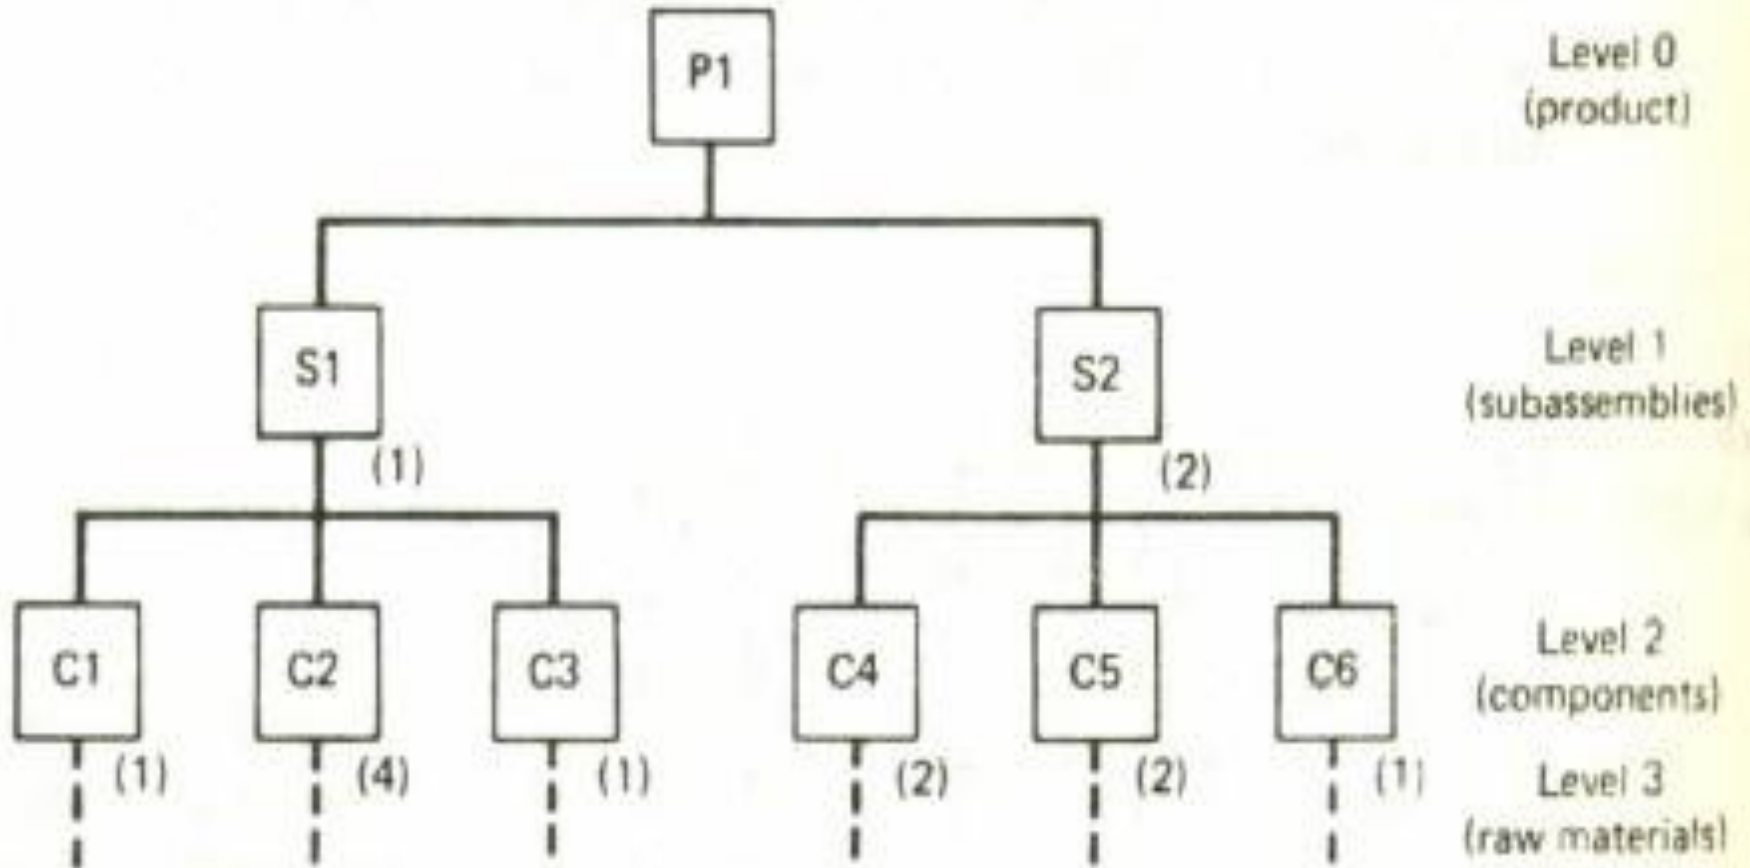 P1
Level 0
(product)
S1
S2
Level 1
(subassemblies)
(1)
(2)
C1
C2
C3
C4
C5
C6
Level 2
(components)
(1)
(4)
(1)
(2)
(2)
(1)
Level 3
(raw materials)